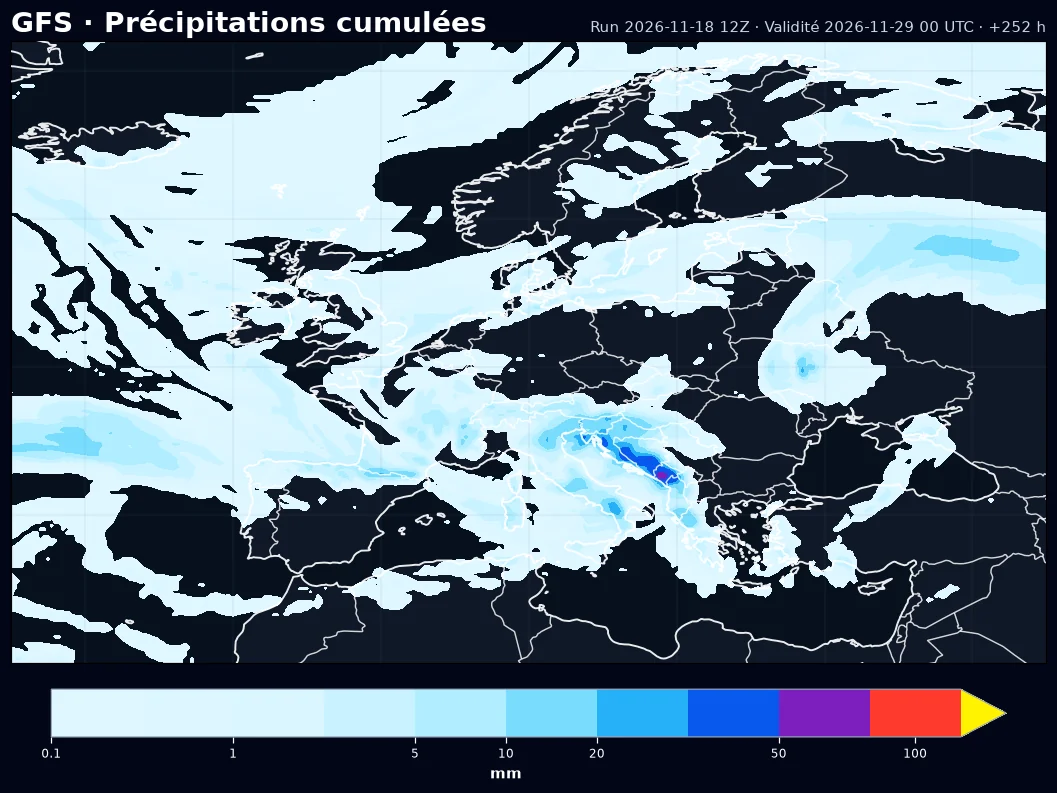 GFS · Précipitations cumulées
Run 2026-11-18 12Z · Validité 2026-11-29 00 UTC · +252 h
0.1 1 5 10 20 50 100
mm